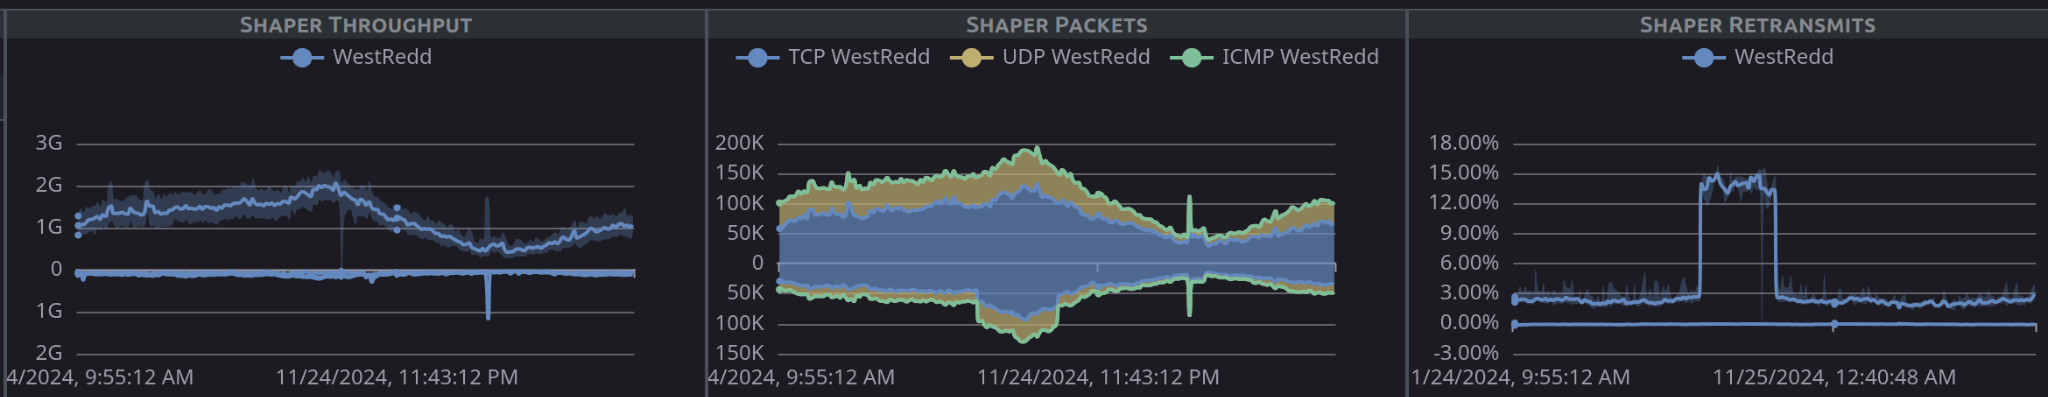 SHAPER THROUGHPUT
WestRedd
3G
2G
1G
0
1G
2G
4/2024, 9:55:12 AM 11/24/2024, 11:43:12 PM
SHAPER PACKETS
TCP WestRedd UDP WestRedd ICMP WestRedd
200K
150K
100K
50K
0
50K
100K
150K
4/2024, 9:55:12 AM 11/24/2024, 11:43:12 PM
SHAPER RETRANSMITS
WestRedd
18.00%
15.00%
12.00%
9.00%
6.00%
3.00%
0.00%
-3.00%
1/24/2024, 9:55:12 AM 11/25/2024, 12:40:48 AM